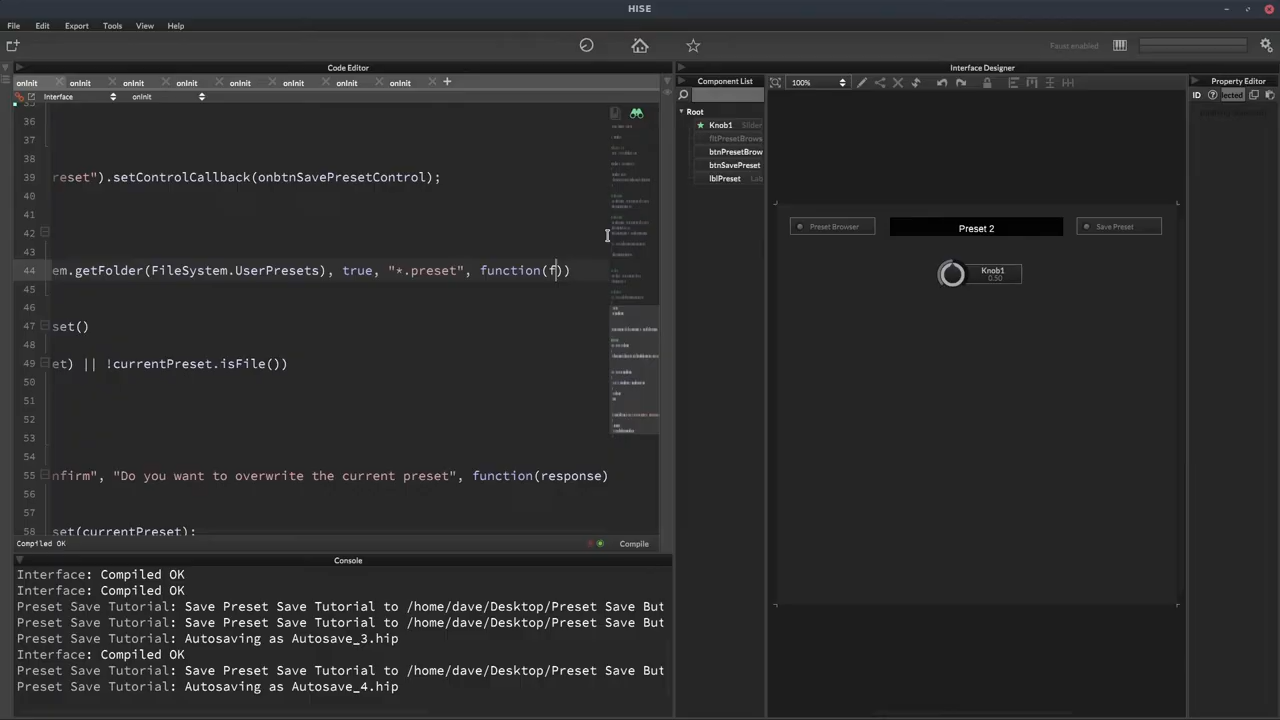 HISE
File Edit Export Tools View Help
Faust enabled
Code Editor
Component List
Interface Designer
Property Editor
onInit onInit onInit onInit onInit onInit onInit onInit
100%
ID
Interface onInit
Root
36
Knob1 Slider
37
fltPresetBrows
38
btnPresetBrow
39 reset").setControlCallback(onbtnSavePresetControl);
btnSavePreset
40
lblPreset Lab
41
42
43
Preset Browser
Preset 2
Save Preset
44 em.getFolder(FileSystem.UserPresets), true, "*.preset", function(f))
Knob1
0.50
45
46
47 set()
48
49 et) || !currentPreset.isFile())
50
51
52
53
54
55 nfirm", "Do you want to overwrite the current preset", function(response)
56
57
58 set(currentPreset);
Compiled OK
Compile
Console
Interface: Compiled OK
Interface: Compiled OK
Preset Save Tutorial: Save Preset Save Tutorial to /home/dave/Desktop/Preset Save But
Preset Save Tutorial: Save Preset Save Tutorial to /home/dave/Desktop/Preset Save But
Preset Save Tutorial: Autosaving as Autosave_3.hip
Interface: Compiled OK
Preset Save Tutorial: Save Preset Save Tutorial to /home/dave/Desktop/Preset Save But
Preset Save Tutorial: Autosaving as Autosave_4.hip